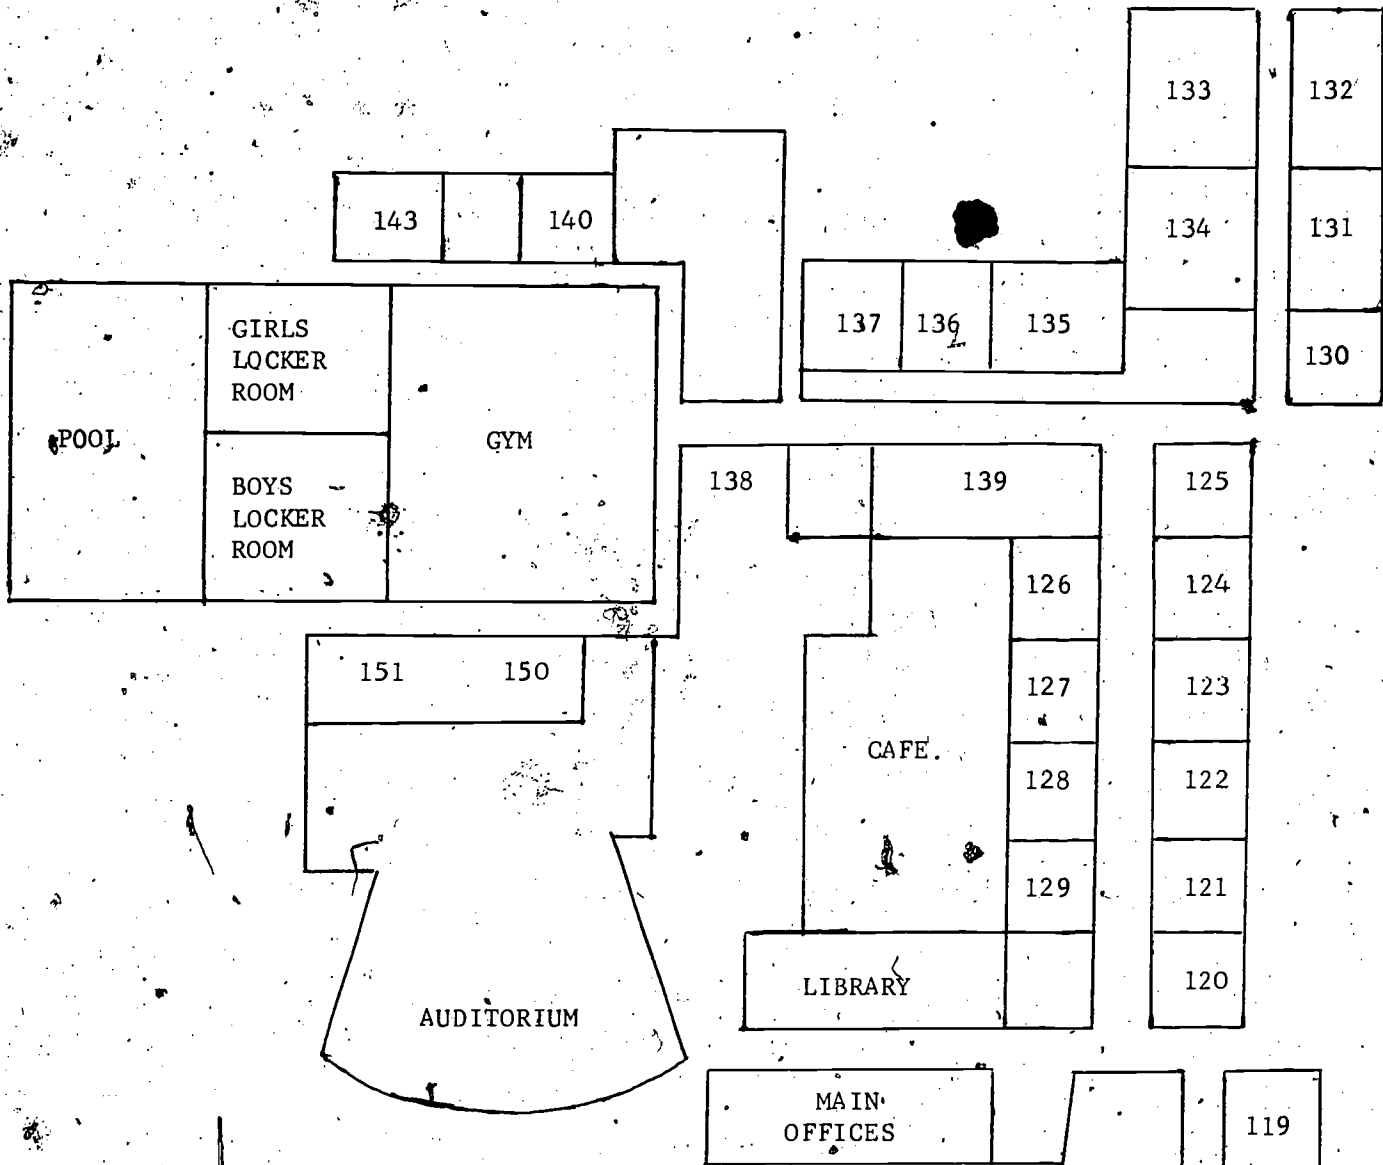 133
132
143
140
134
131
137
136
135
130
GIRLS
LOCKER
ROOM
POOL
GYM
BOYS
LOCKER
ROOM
138
139
125
126
124
151
150
127
123
CAFE.
128
122
129
121
LIBRARY
120
AUDITORIUM
MAIN
OFFICES
119